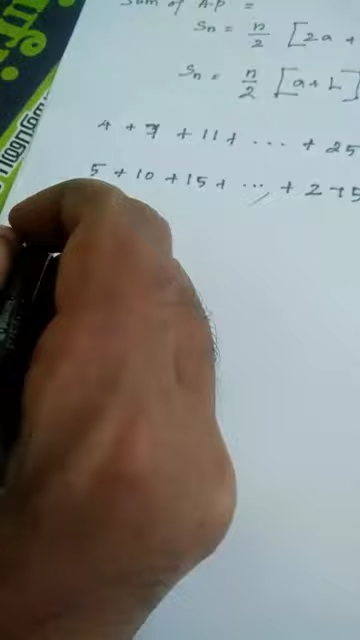 Sum of A.P =
Sn = n/2 [2a +
Sn = n/2 [a+L]
4 + 7 + 11 + ... + 25
5 + 10 + 15 + ... + 275